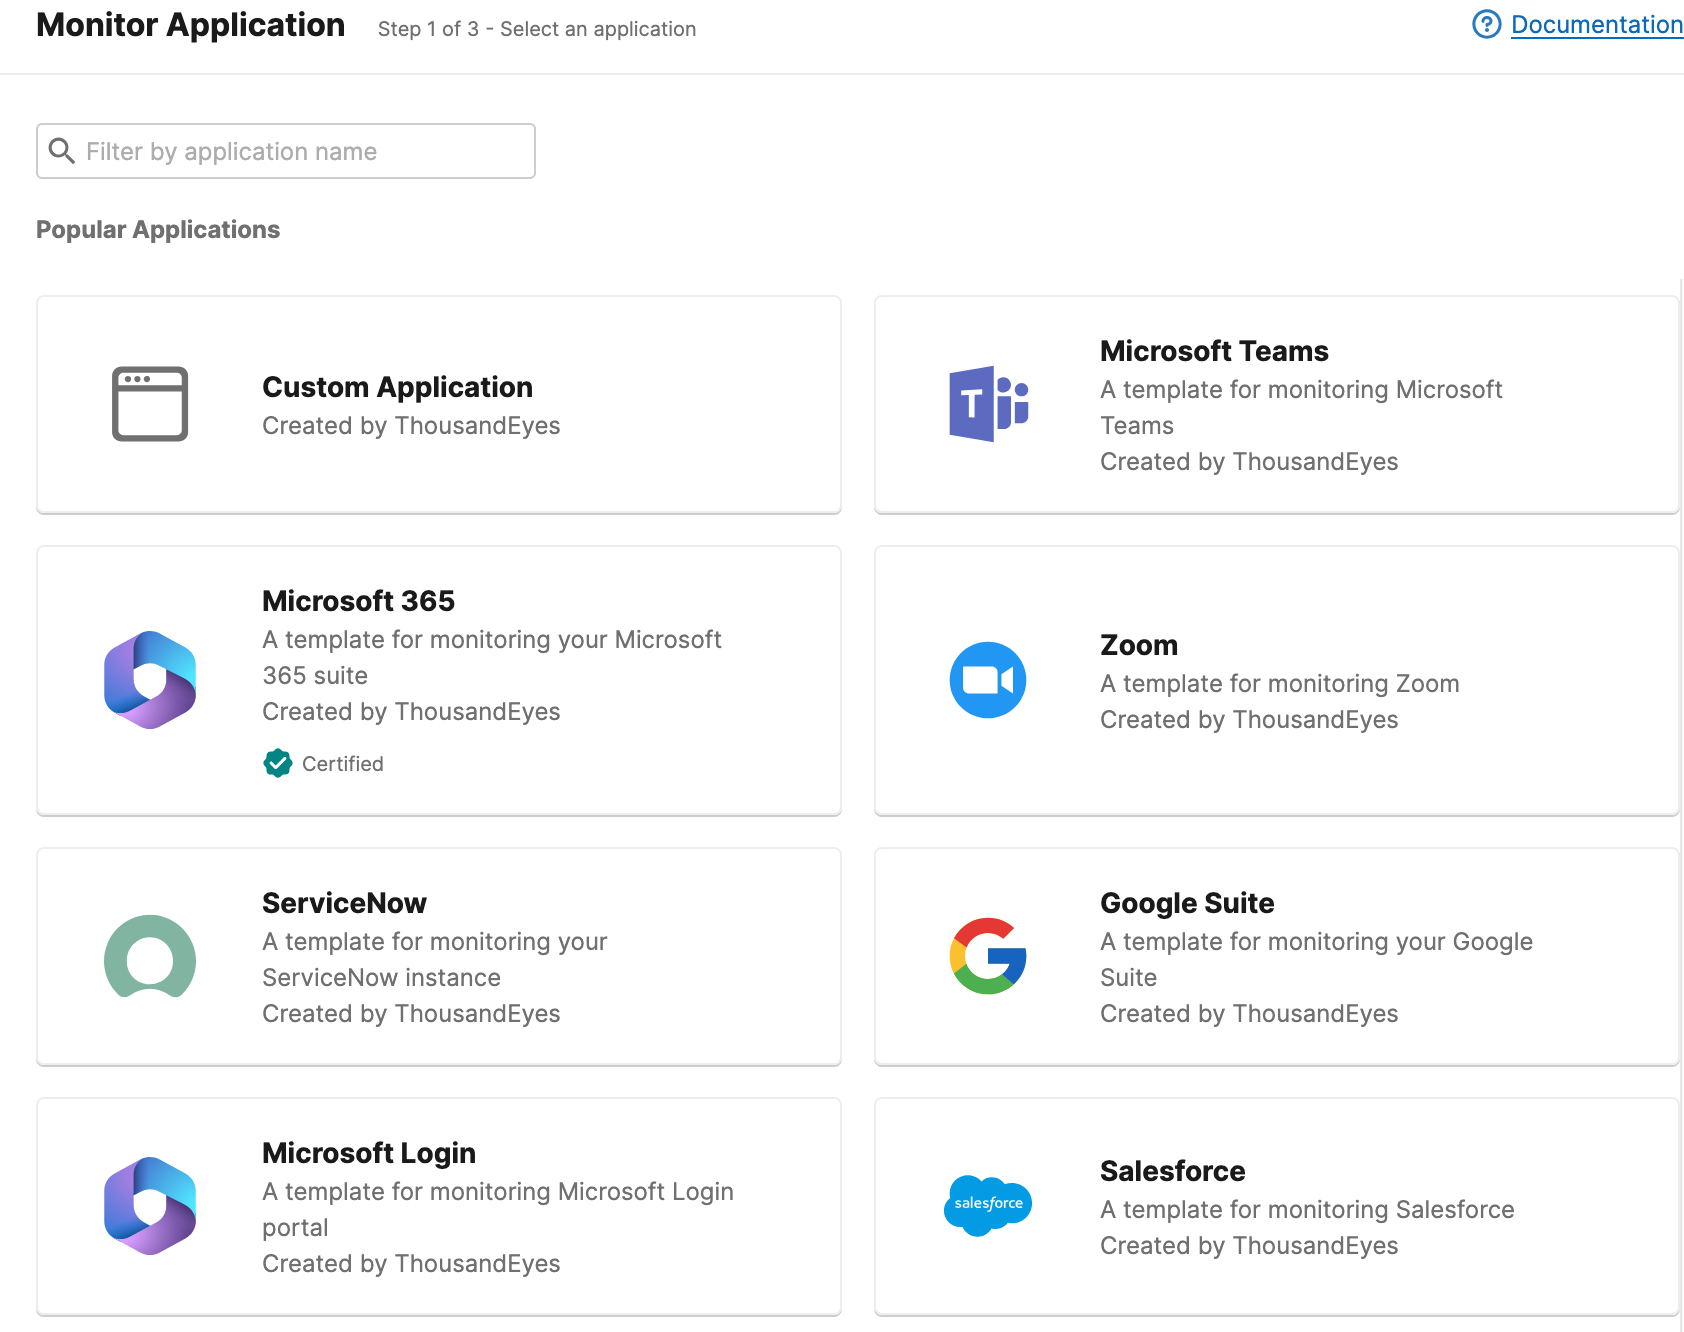 Monitor Application Step 1 of 3 - Select an application
Documentation
Filter by application name
Popular Applications
Custom Application
Created by ThousandEyes
Microsoft Teams
A template for monitoring Microsoft
Teams
Created by ThousandEyes
Microsoft 365
A template for monitoring your Microsoft
365 suite
Created by ThousandEyes
Certified
Zoom
A template for monitoring Zoom
Created by ThousandEyes
ServiceNow
A template for monitoring your
ServiceNow instance
Created by ThousandEyes
Google Suite
A template for monitoring your Google
Suite
Created by ThousandEyes
Microsoft Login
A template for monitoring Microsoft Login
portal
Created by ThousandEyes
salesforce
Salesforce
A template for monitoring Salesforce
Created by ThousandEyes